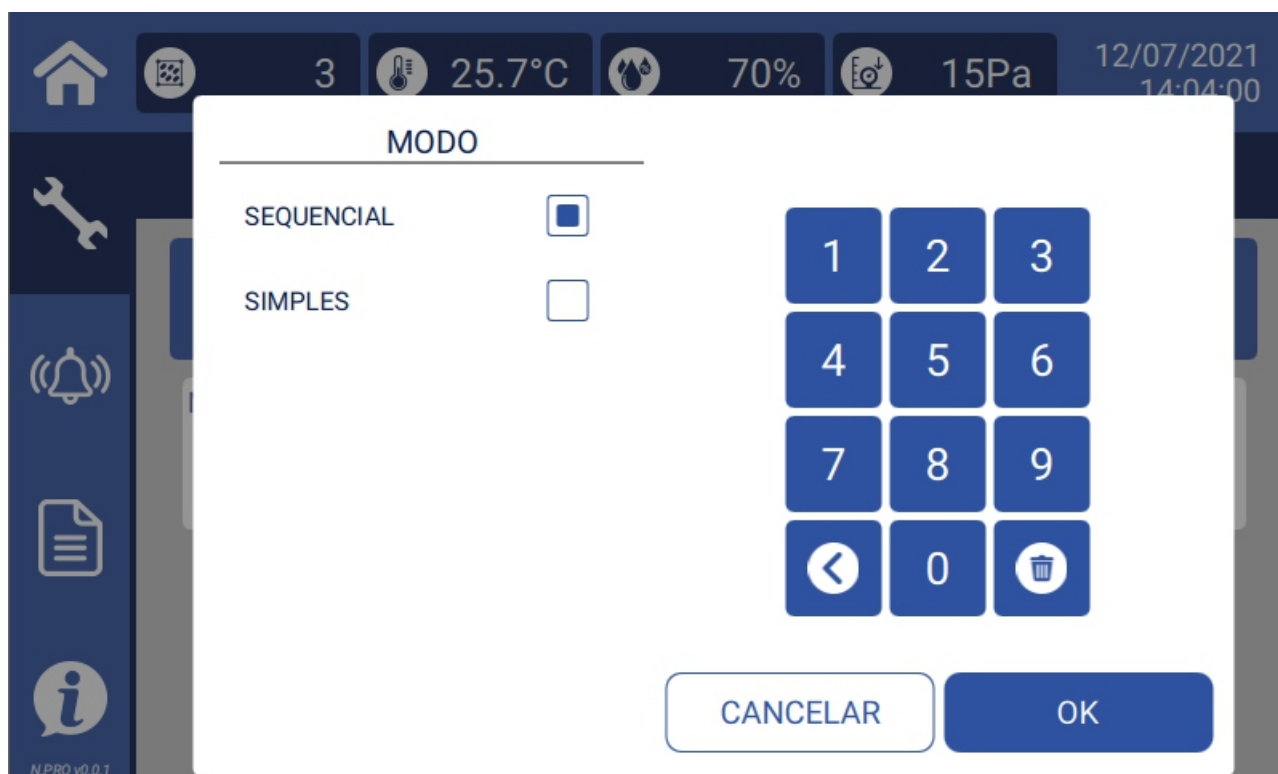 3 25.7°C 70% 15Pa 12/07/2021
14:04:00
MODO
SEQUENCIAL
SIMPLES
1 2 3
4 5 6
7 8 9
0
CANCELAR OK
N.PRO v0.0.1